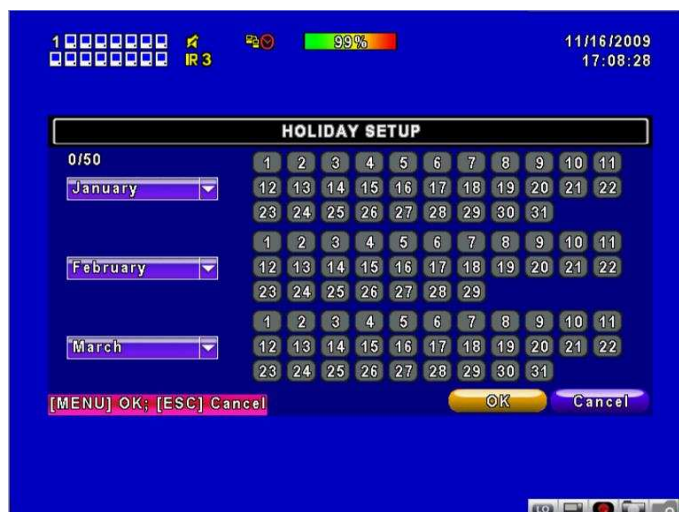 1 99% 11/16/2009
IR 3 17:08:28
HOLIDAY SETUP
0/50 1 2 3 4 5 6 7 8 9 10 11
January 12 13 14 15 16 17 18 19 20 21 22
23 24 25 26 27 28 29 30 31
1 2 3 4 5 6 7 8 9 10 11
February 12 13 14 15 16 17 18 19 20 21 22
23 24 25 26 27 28 29
1 2 3 4 5 6 7 8 9 10 11
March 12 13 14 15 16 17 18 19 20 21 22
23 24 25 26 27 28 29 30 31
[MENU] OK; [ESC] Cancel OK Cancel